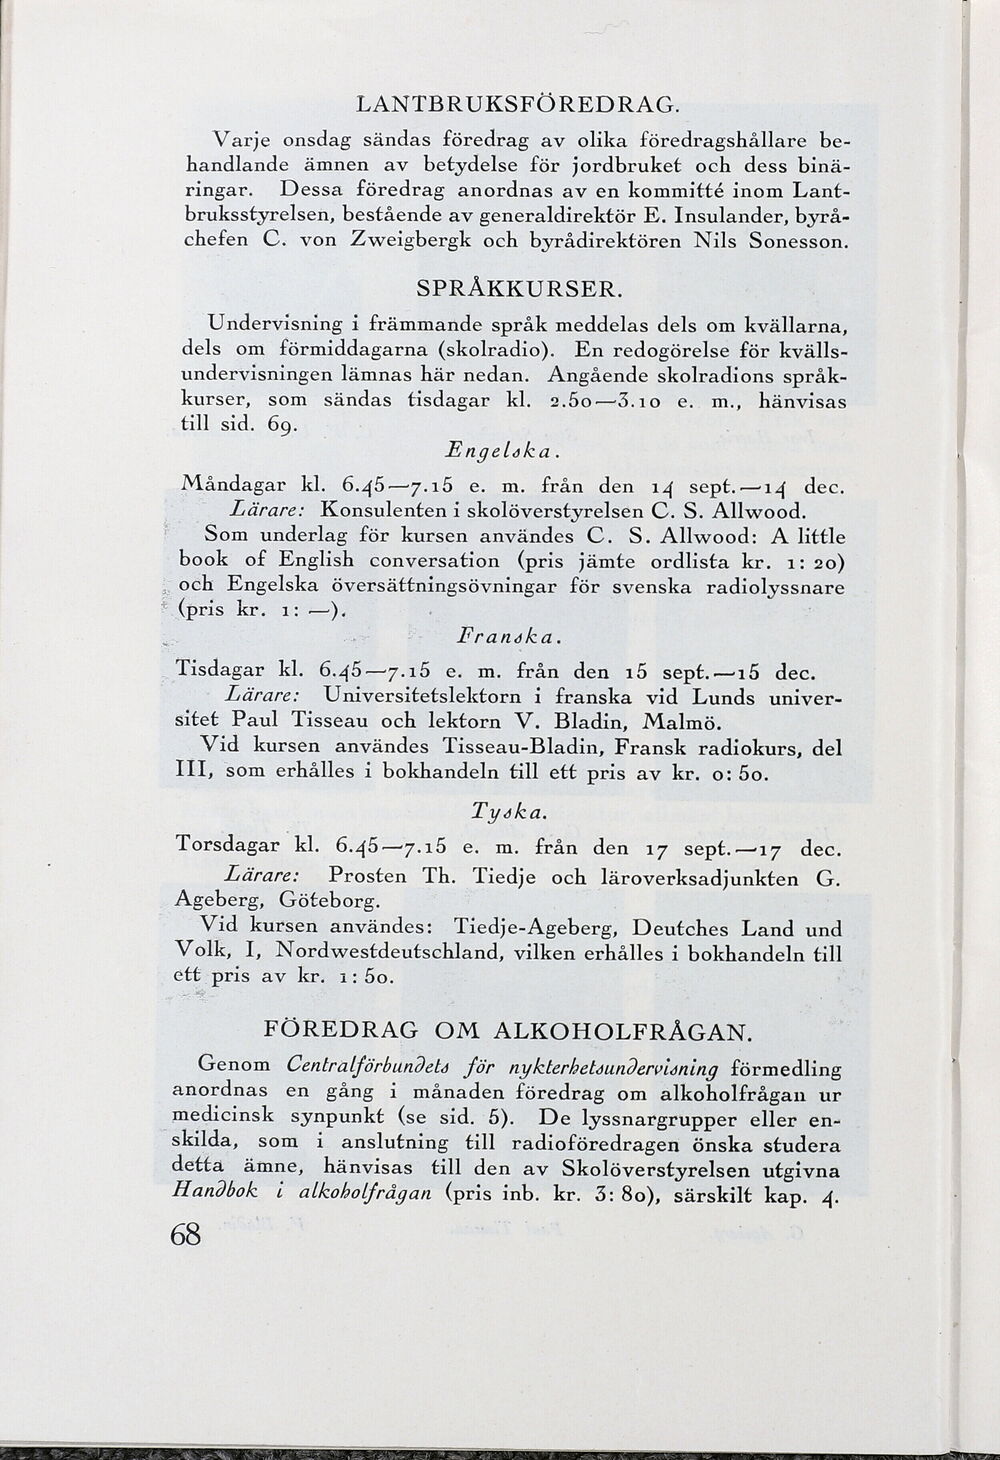 LANTBRUKSFÖREDRAG.
Varje onsdag sändas föredrag av olika föredragshållare be-
handlande ämnen av betydelse för jordbruket och dess binä-
ringar. Dessa föredrag anordnas av en kommitté inom Lant-
bruksstyrelsen, bestående av generaldirektör E. Insulander, byrå-
chefen C. von Zweigbergk och byrådirektören Nils Sonesson.
SPRÅKKURSER.
Undervisning i främmande språk meddelas dels om kvällarna,
dels om förmiddagarna (skolradio). En redogörelse för kvälls-
undervisningen lämnas här nedan. Angående skolradions språk-
kurser, som sändas tisdagar kl. 2.50—3.10 e. m., hänvisas
till sid. 69.
Engelska.
Måndagar kl. 6.45—7.15 e. m. från den 14 sept.—14 dec.
Lärare: Konsulenten i skolöverstyrelsen C. S. Allwood.
Som underlag för kursen användes C. S. Allwood: A little
book of English conversation (pris jämte ordlista kr. 1: 20)
och Engelska översättningsövningar för svenska radiolyssnare
(pris kr. 1: —).
Franska.
Tisdagar kl. 6.45—7.15 e. m. från den 15 sept.—15 dec.
Lärare: Universitetslektorn i franska vid Lunds univer-
sitet Paul Tisseau och lektorn V. Bladin, Malmö.
Vid kursen användes Tisseau-Bladin, Fransk radiokurs, del
III, som erhålles i bokhandeln till ett pris av kr. 0: 50.
Tyska.
Torsdagar kl. 6.45—7.15 e. m. från den 17 sept.—17 dec.
Lärare: Prosten Th. Tiedje och läroverksadjunkten G.
Ageberg, Göteborg.
Vid kursen användes: Tiedje-Ageberg, Deutches Land und
Volk, I, Nordwestdeutschland, vilken erhålles i bokhandeln till
ett pris av kr. 1: 50.
FÖREDRAG OM ALKOHOLFRÅGAN.
Genom Centralförbundets för nykterhetsundervisning förmedling
anordnas en gång i månaden föredrag om alkoholfrågan ur
medicinsk synpunkt (se sid. 5). De lyssnargrupper eller en-
skilda, som i anslutning till radioföredragen önska studera
detta ämne, hänvisas till den av Skolöverstyrelsen utgivna
Handbok i alkoholfrågan (pris inb. kr. 3: 80), särskilt kap. 4.
68